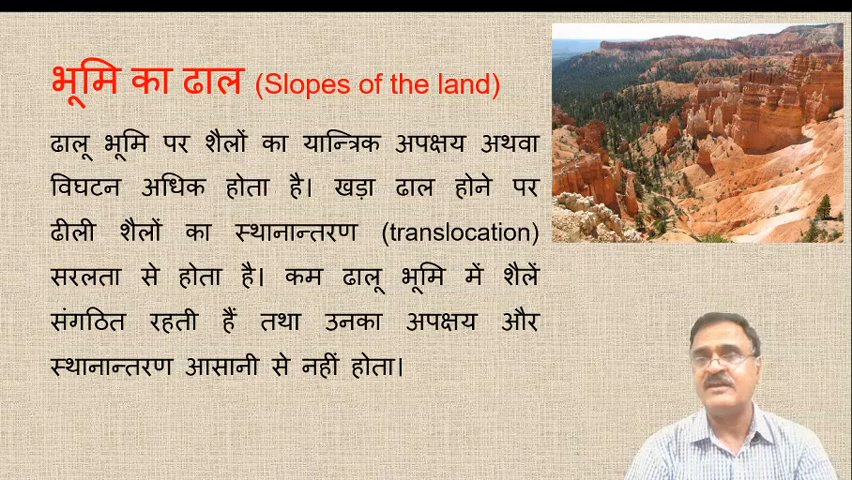 भूमि का ढाल (Slopes of the land)
ढालू भूमि पर शैलों का यान्त्रिक अपक्षय अथवा
विघटन अधिक होता है। खड़ा ढाल होने पर
ढीली शैलों का स्थानान्तरण (translocation)
सरलता से होता है। कम ढालू भूमि में शैलें
संगठित रहती हैं तथा उनका अपक्षय और
स्थानान्तरण आसानी से नहीं होता।